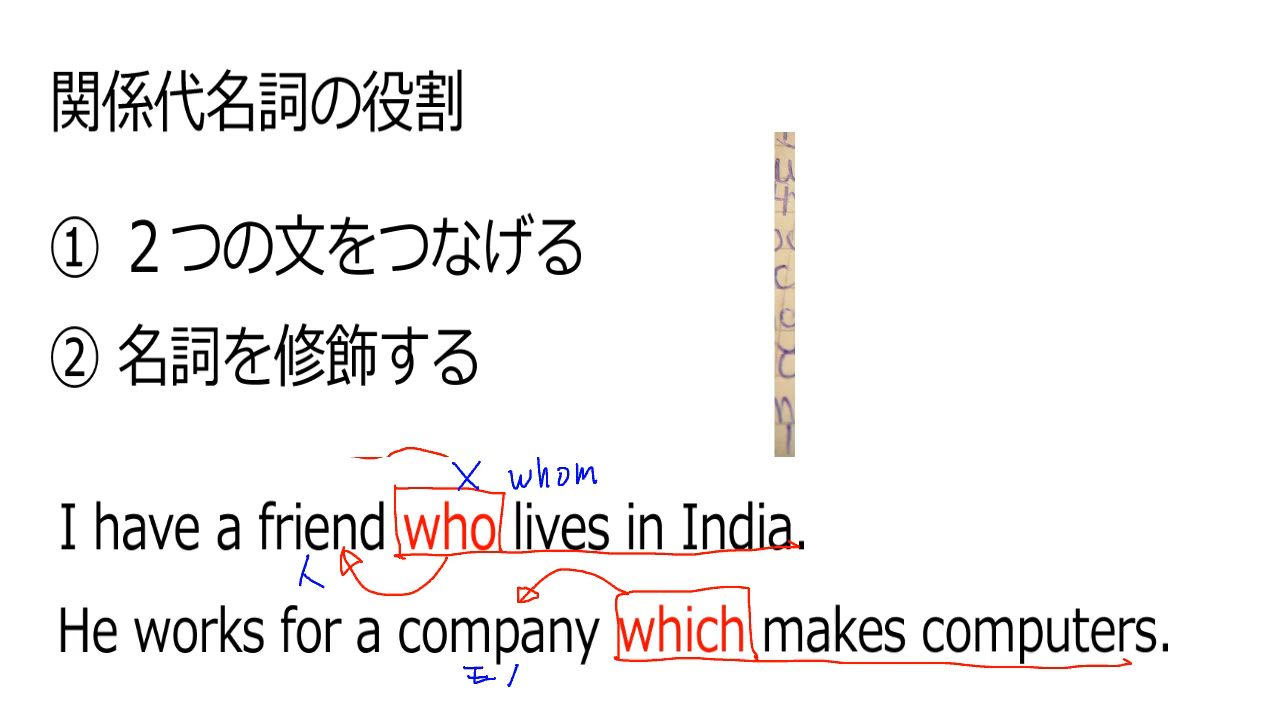 関係代名詞の役割
① 2つの文をつなげる
② 名詞を修飾する
× whom
I have a friend who lives in India.
人
He works for a company which makes computers.
モノ